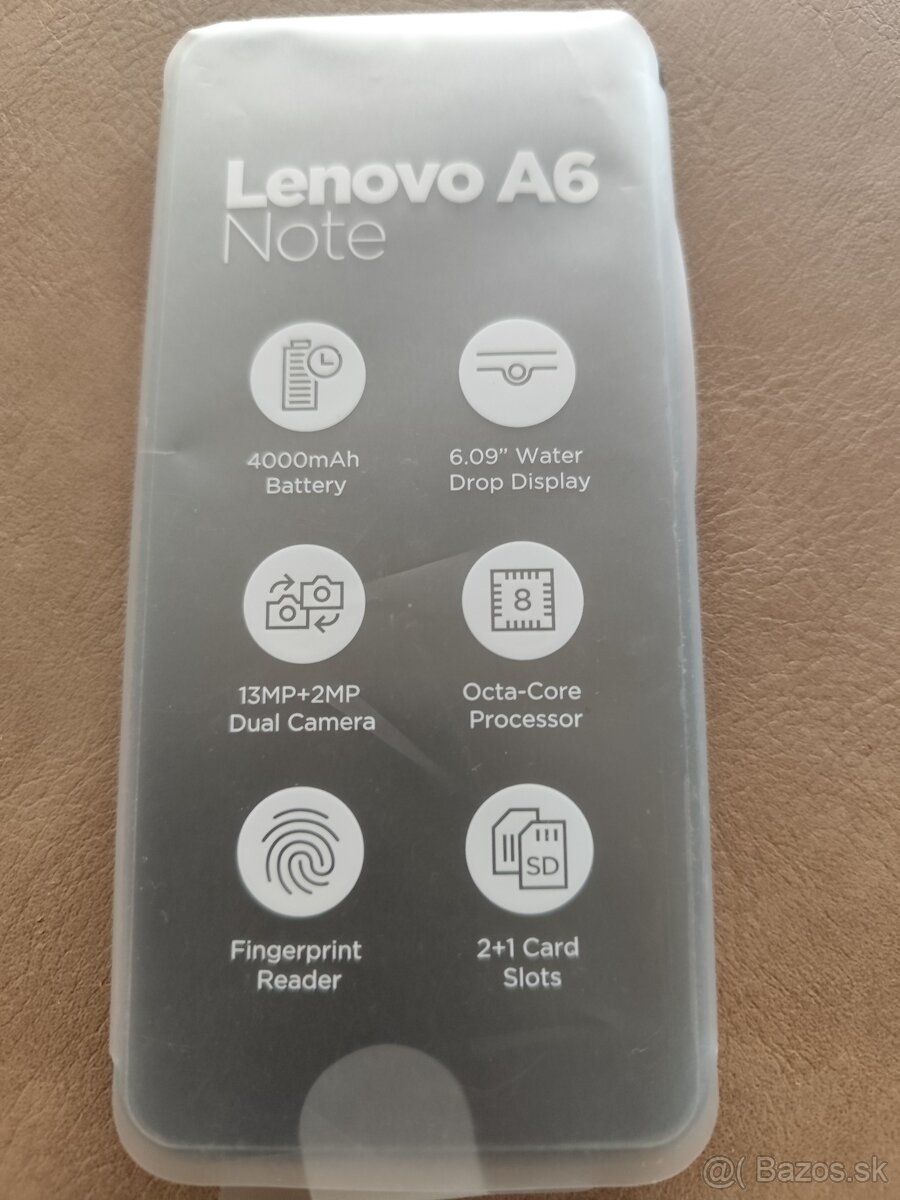 Lenovo A6
Note
4000mAh
Battery
6.09” Water
Drop Display
13MP+2MP
Dual Camera
8
Octa-Core
Processor
Fingerprint
Reader
SD
2+1 Card
Slots
@( Bazos.sk